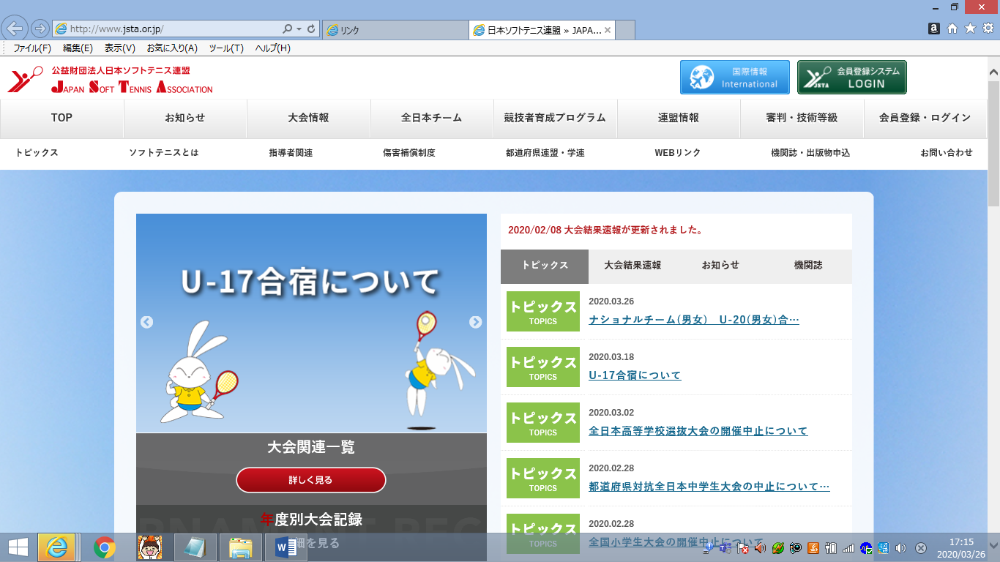 http://www.jsta.or.jp/
リンク
日本ソフトテニス連盟 » JAPA...
ファイル(F) 編集(E) 表示(V) お気に入り(A) ツール(T) ヘルプ(H)
公益財団法人日本ソフトテニス連盟
JAPAN SOFT TENNIS ASSOCIATION
国際情報
International
JSTA
会員登録システム
LOGIN
TOP お知らせ 大会情報 全日本チーム 競技者育成プログラム 連盟情報 審判・技術等級 会員登録・ログイン
トピックス ソフトテニスとは 指導者関連 傷害補償制度 都道府県連盟・学連 WEBリンク 機関誌・出版物申込 お問い合わせ
U-17合宿について
大会関連一覧
詳しく見る
年度別大会記録
細を見る
2020/02/08 大会結果速報が更新されました。
トピックス 大会結果速報 お知らせ 機関誌
トピックス
TOPICS
2020.03.26
ナショナルチーム(男女) U-20(男女)合…
トピックス
TOPICS
2020.03.18
U-17合宿について
トピックス
TOPICS
2020.03.02
全日本高等学校選抜大会の開催中止について
トピックス
TOPICS
2020.02.28
都道府県対抗全日本中学生大会の中止について…
トピックス
TOPICS
2020.02.28
全国小学生大会の開催中止について
17:15
2020/03/26